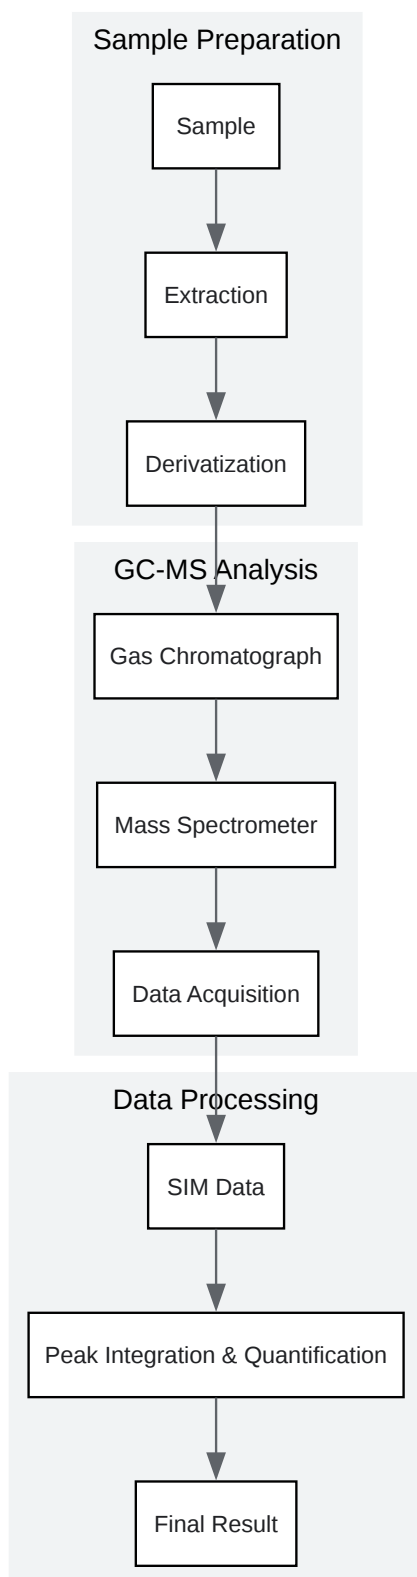 Sample Preparation
Sample
Extraction
Derivatization
GC-MS Analysis
Gas Chromatograph
Mass Spectrometer
Data Acquisition
Data Processing
SIM Data
Peak Integration & Quantification
Final Result